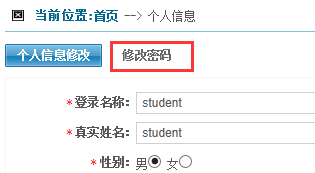 当前位置:首页 --> 个人信息
个人信息修改 修改密码
*登录名称: student
*真实姓名: student
*性别: 男 女